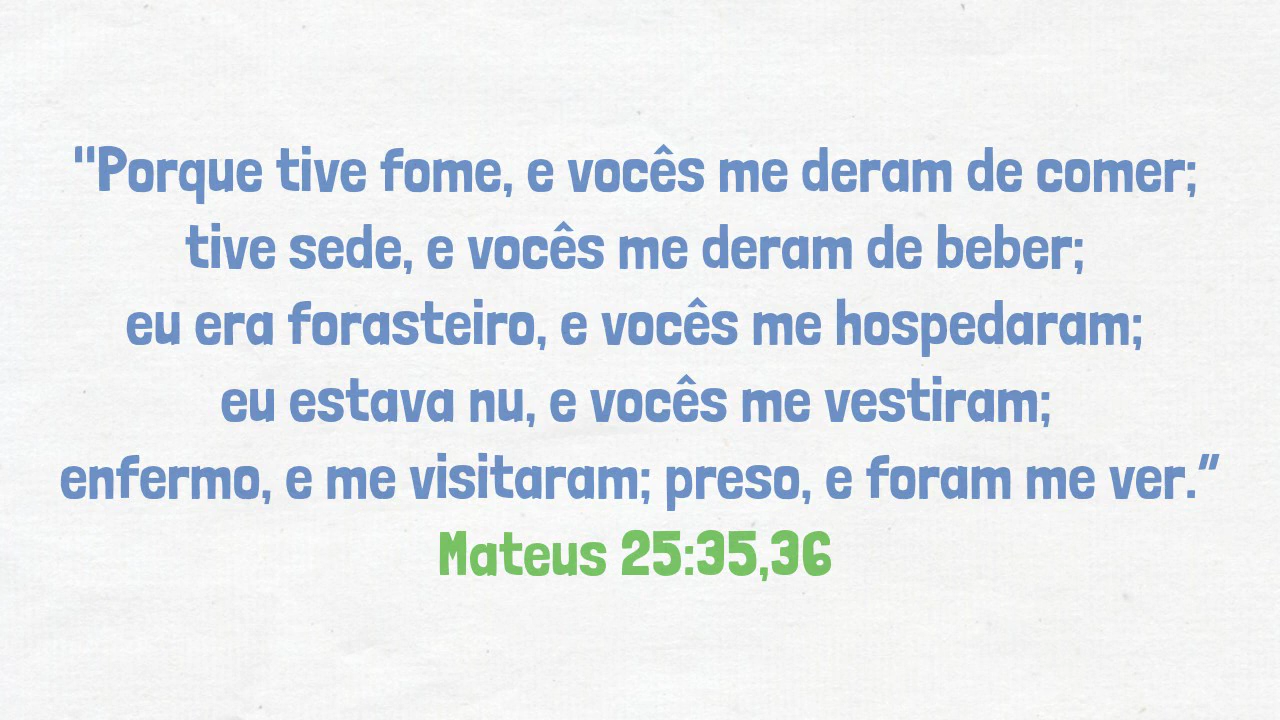 "Porque tive fome, e vocês me deram de comer;
tive sede, e vocês me deram de beber;
eu era forasteiro, e vocês me hospedaram;
eu estava nu, e vocês me vestiram;
enfermo, e me visitaram; preso, e foram me ver.”
Mateus 25:35,36